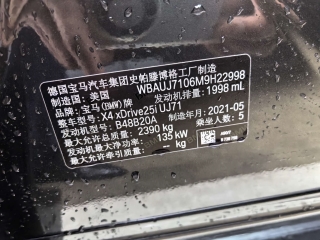 德国宝马汽车集团史帕滕博格工厂制造
制造国：美国 WBAUJ7106M9H22998
品牌：宝马(BMW)牌 发动机排量：1998 mL
整车型号：X4 xDrive25i UJ71
发动机型号：B48B20A 制造年月：2021-05
最大允许总质量：2390 kg 乘坐人数：5
发动机最大净功率：135 kW
最大允许牵引质量：— kg